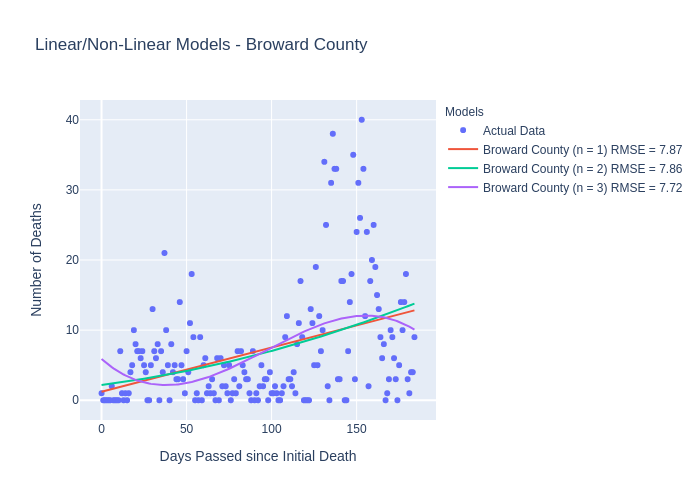 Linear/Non-Linear Models - Broward County
Models
Actual Data
Broward County (n = 1) RMSE = 7.87
Broward County (n = 2) RMSE = 7.86
Broward County (n = 3) RMSE = 7.72
Number of Deaths
40
30
20
10
0
0 50 100 150
Days Passed since Initial Death